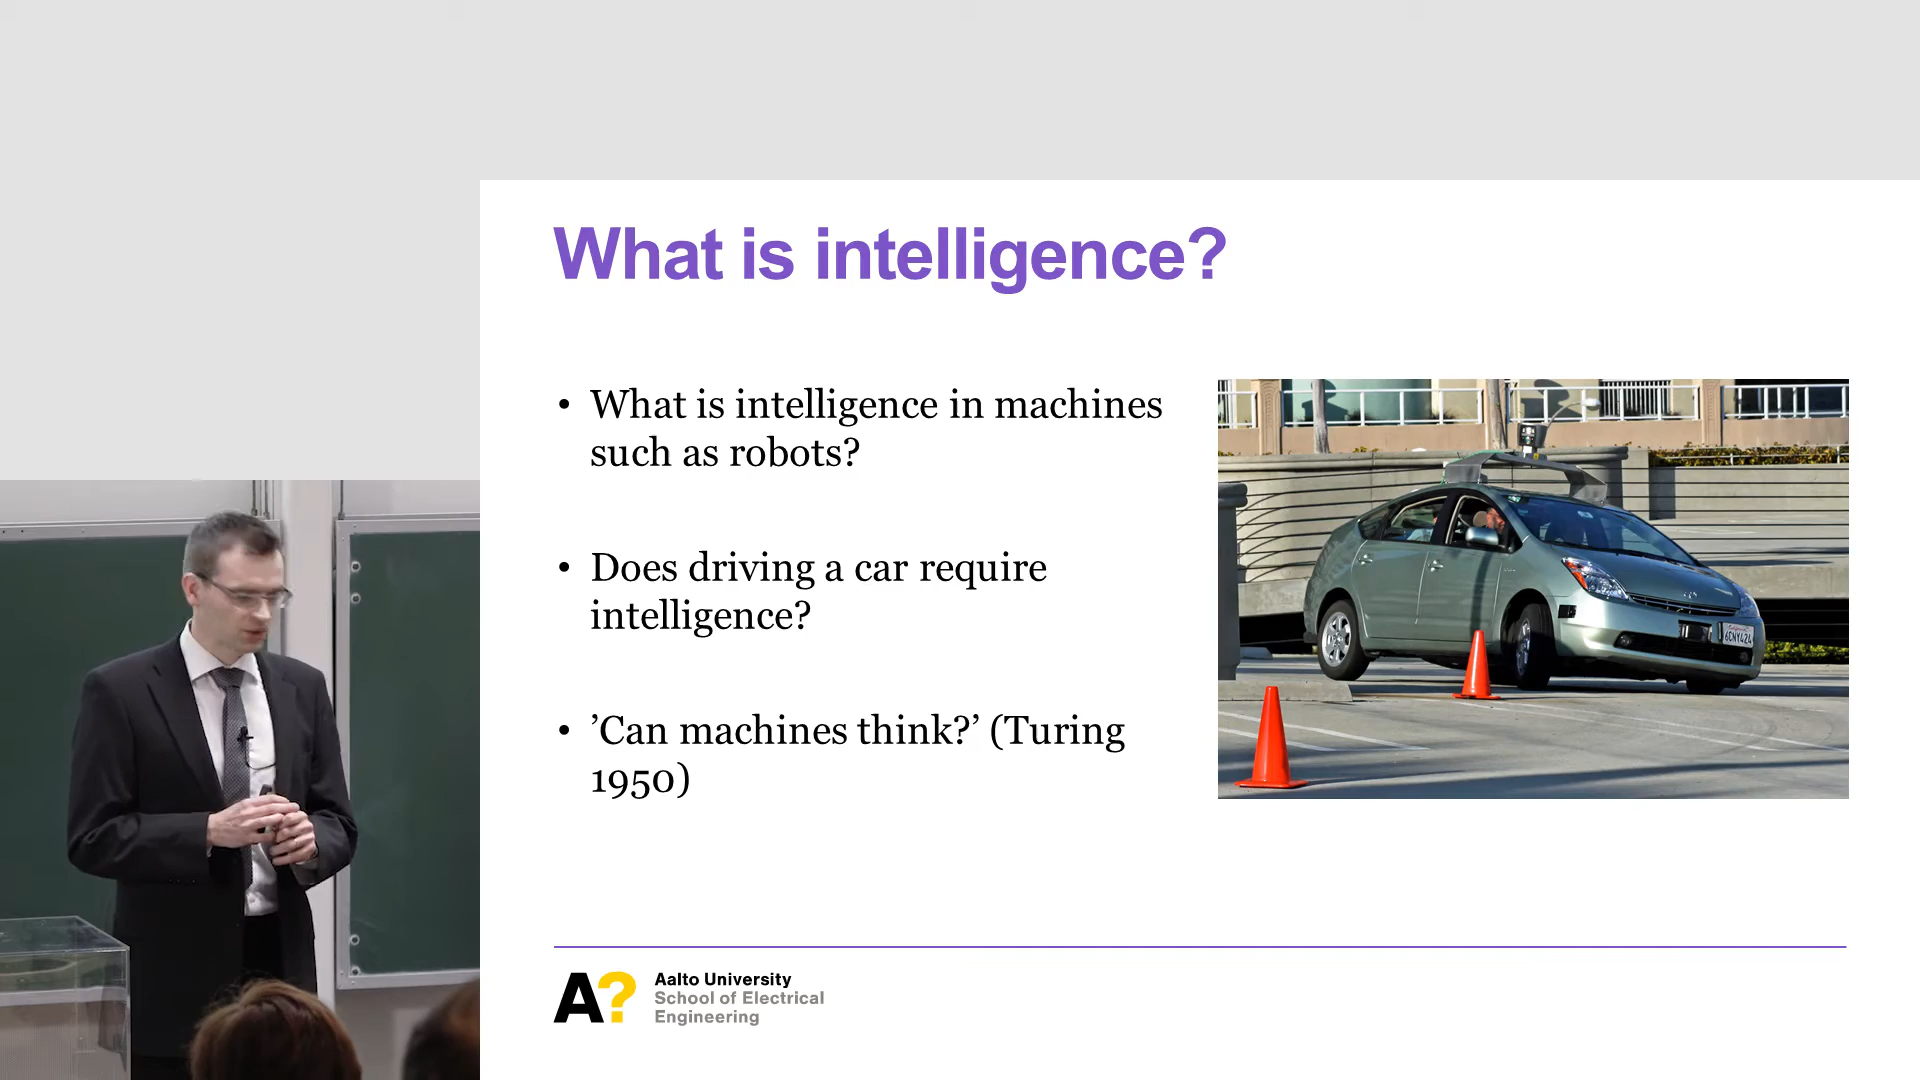 What is intelligence?
• What is intelligence in machines
such as robots?
• Does driving a car require
intelligence?
• ’Can machines think?’ (Turing
1950)
6CNY424
A?
Aalto University
School of Electrical
Engineering